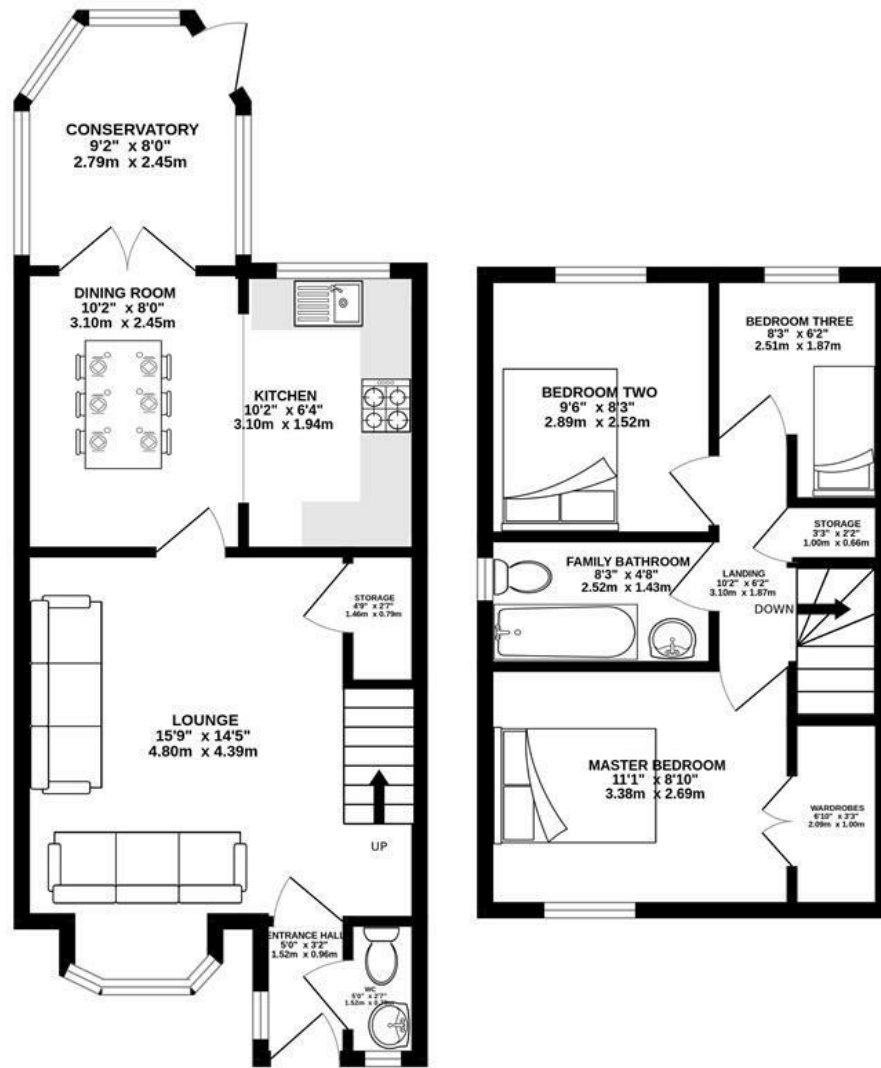 CONSERVATORY
9'2" x 8'0"
2.79m x 2.45m
DINING ROOM
10'2" x 8'0"
3.10m x 2.45m
KITCHEN
10'2" x 6'4"
3.10m x 1.94m
STORAGE
4'9" x 2'7"
1.46m x 0.79m
LOUNGE
15'9" x 14'5"
4.80m x 4.39m
UP
ENTRANCE HALL
5'0" x 3'2"
1.52m x 0.96m
WC
5'0" x 2'7"
1.52m x
BEDROOM THREE
8'3" x 6'2"
2.51m x 1.87m
BEDROOM TWO
9'6" x 8'3"
2.89m x 2.52m
STORAGE
3'3" x 2'2"
1.00m x 0.66m
FAMILY BATHROOM
8'3" x 4'8"
2.52m x 1.43m
LANDING
10'2" x 6'2"
3.10m x 1.87m
DOWN
MASTER BEDROOM
11'1" x 8'10"
3.38m x 2.69m
WARDROBES
6'10" x 3'3"
2.09m x 1.00m